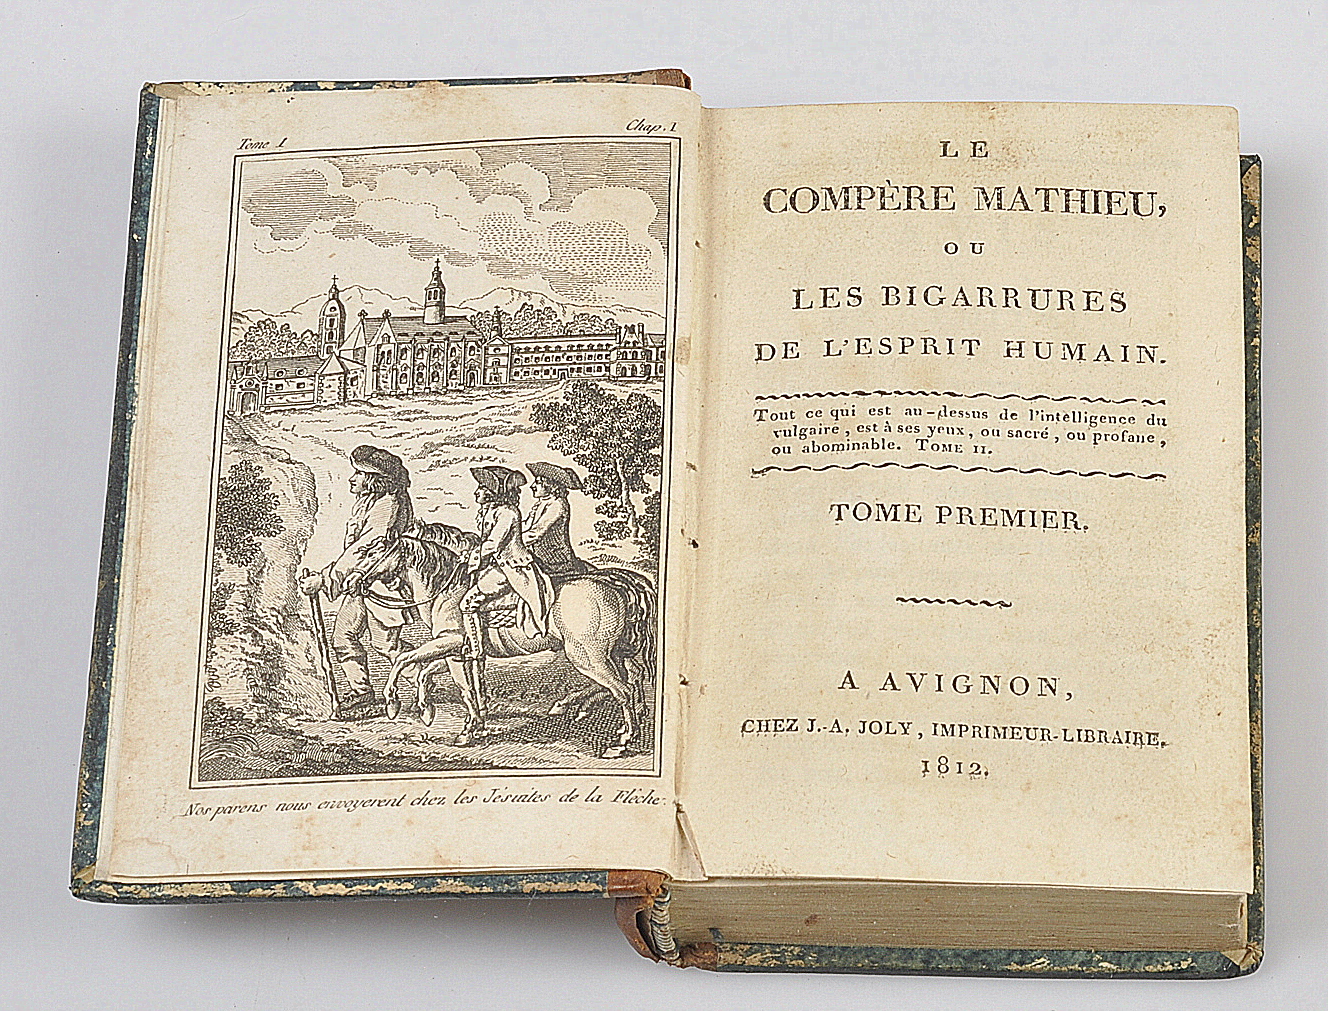 Tome I
Chap. I
Nos parens nous envoyerent chez les Jésuites de la Flèche.
LE
COMPÈRE MATHIEU,
OU
LES BIGARRURES
DE L'ESPRIT HUMAIN.
Tout ce qui est au-dessus de l'intelligence du
vulgaire, est à ses yeux, ou sacré, ou profane,
ou abominable. TOME II.
TOME PREMIER.
A AVIGNON,
CHEZ J.-A. JOLY, IMPRIMEUR-LIBRAIRE.
1812.